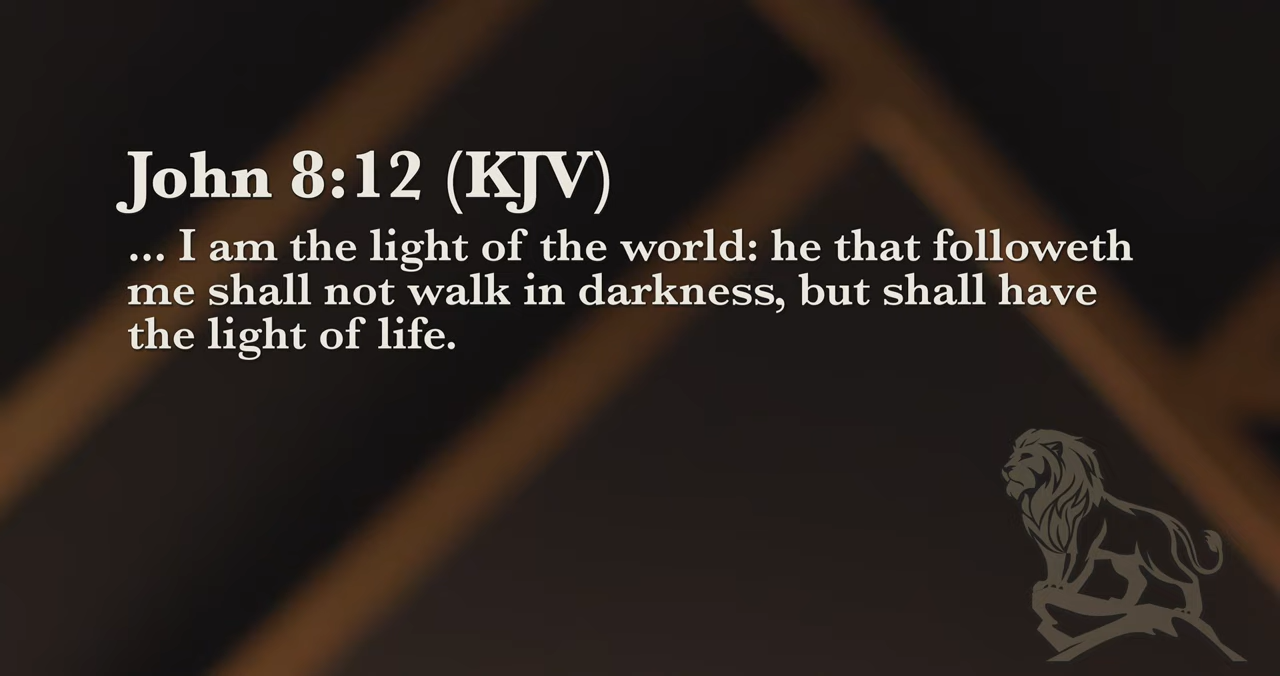 John 8:12 (KJV)
... I am the light of the world: he that followeth
me shall not walk in darkness, but shall have
the light of life.